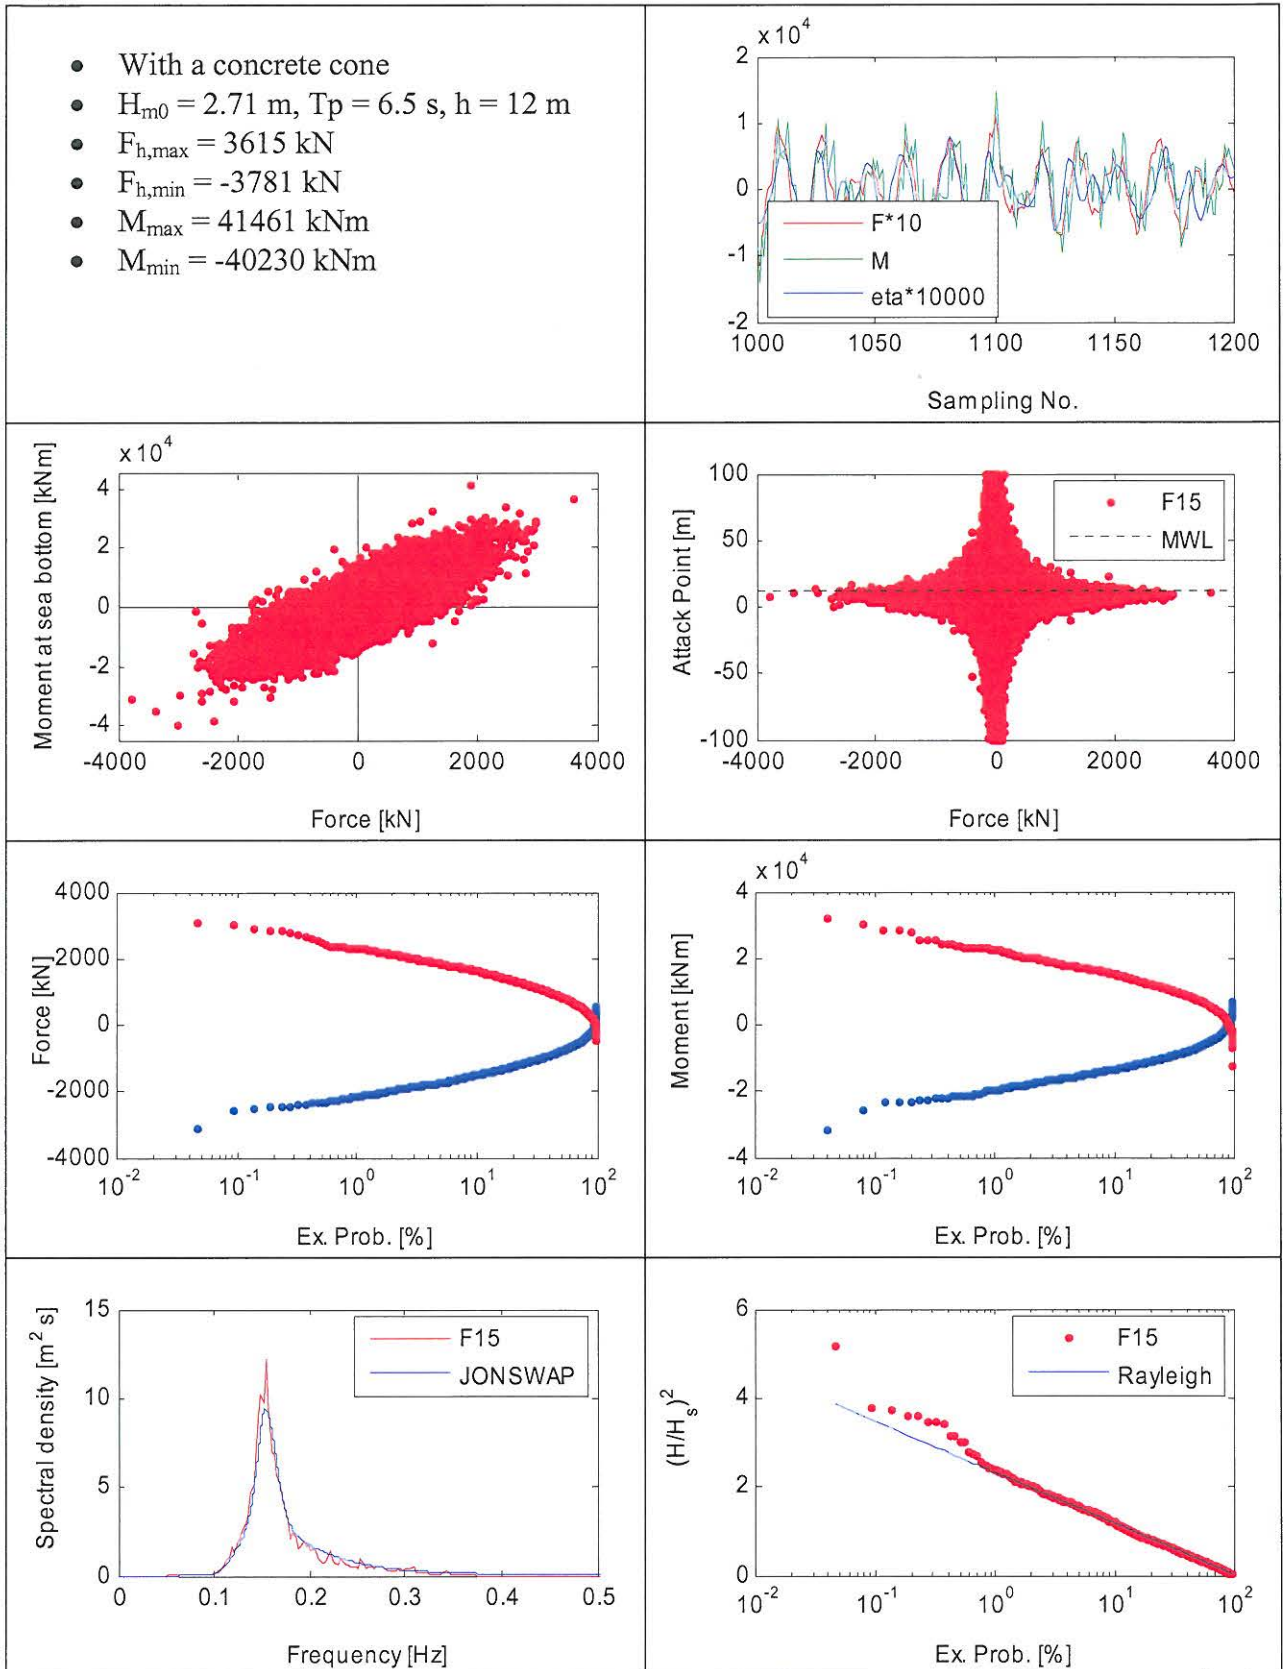 • With a concrete cone
• Hm0 = 2.71 m, Tp = 6.5 s, h = 12 m
• Fh,max = 3615 kN
• Fh,min = -3781 kN
• Mmax = 41461 kNm
• Mmin = -40230 kNm
x 10^4
2
1
0
-1
-2
F*10
M
eta*10000
1000 1050 1100 1150 1200
Sampling No.
x 10^4
Moment at sea bottom [kNm]
4
2
0
-2
-4
-4000 -2000 0 2000 4000
Force [kN]
Attack Point [m]
100
50
0
-50
-100
F15
MWL
-4000 -2000 0 2000 4000
Force [kN]
Force [kN]
4000
2000
0
-2000
-4000
10^-2 10^-1 10^0 10^1 10^2
Ex. Prob. [%]
x 10^4
Moment [kNm]
4
2
0
-2
-4
10^-2 10^-1 10^0 10^1 10^2
Ex. Prob. [%]
Spectral density [m^2 s]
15
10
5
0
F15
JONSWAP
0 0.1 0.2 0.3 0.4 0.5
Frequency [Hz]
(H/Hs)^2
6
4
2
0
F15
Rayleigh
10^-2 10^-1 10^0 10^1 10^2
Ex. Prob. [%]